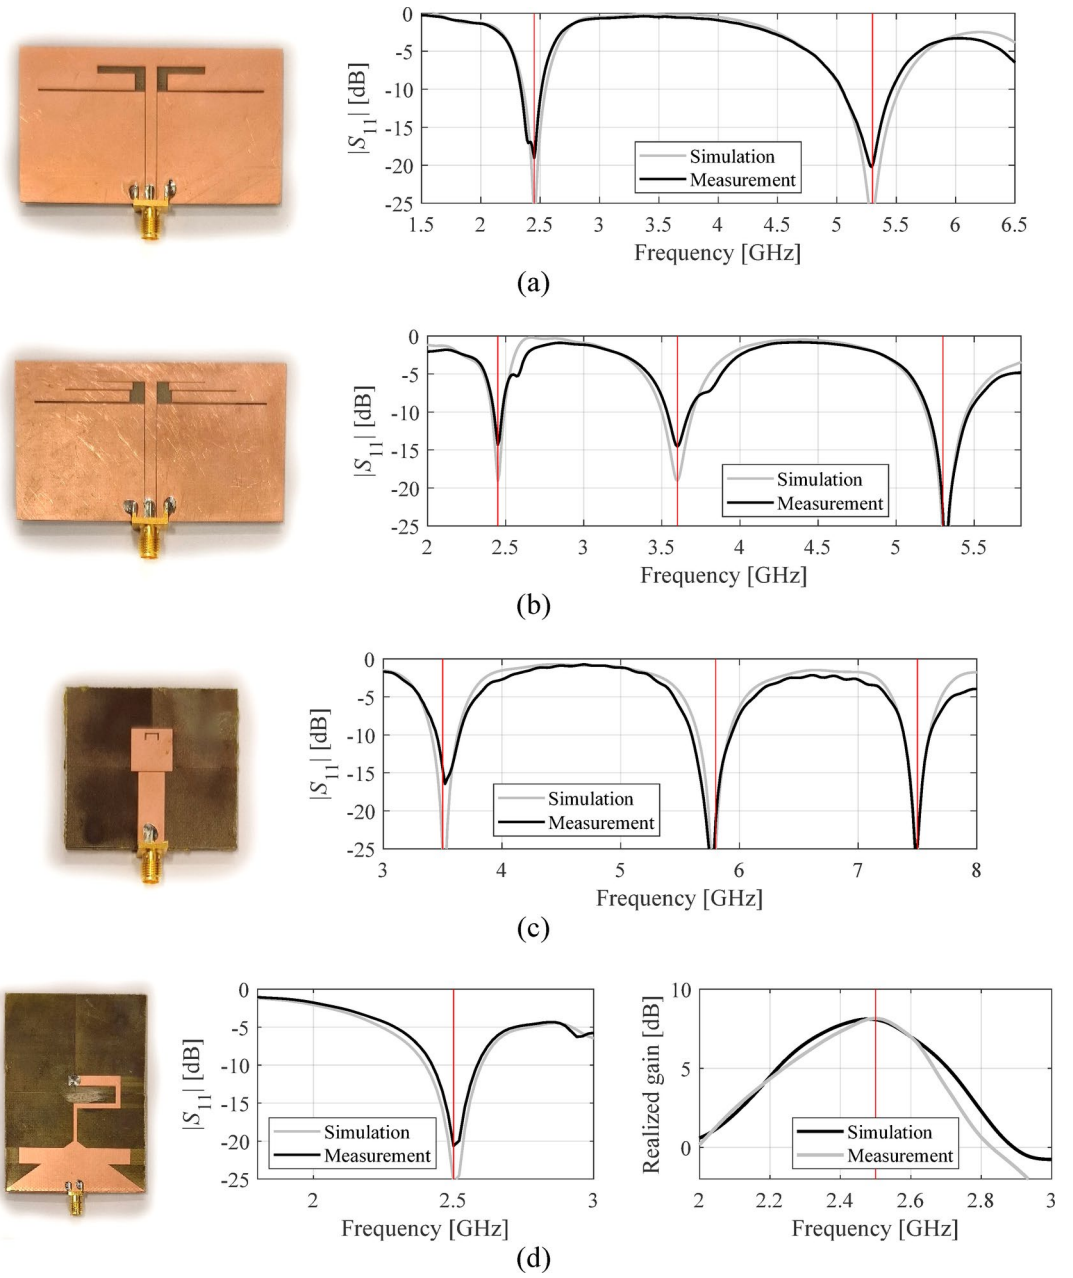 0
-5
-10
-15
-20
-25
|S11| [dB]
Simulation
Measurement
1.5 2 2.5 3 3.5 4 4.5 5 5.5 6 6.5
Frequency [GHz]
(a)
0
-5
-10
-15
-20
-25
|S11| [dB]
Simulation
Measurement
2 2.5 3 3.5 4 4.5 5 5.5
Frequency [GHz]
(b)
0
-5
-10
-15
-20
-25
|S11| [dB]
Simulation
Measurement
3 4 5 6 7 8
Frequency [GHz]
(c)
0
-5
-10
-15
-20
-25
|S11| [dB]
Simulation
Measurement
2 2.5 3
Frequency [GHz]
10
5
0
Realized gain [dB]
Simulation
Measurement
2 2.2 2.4 2.6 2.8 3
Frequency [GHz]
(d)